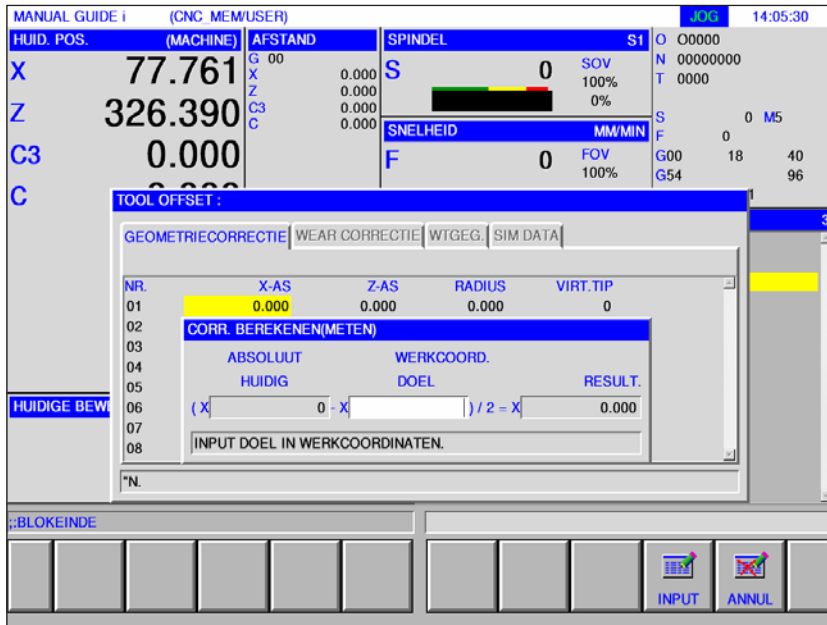 MANUAL GUIDE i (CNC_MEM/USER) JOG 14:05:30
HUID. POS. (MACHINE) AFSTAND SPINDEL S1 O O0000
G 00 N 00000000
X 77.761 X 0.000 S 0 SOV T 0000
Z 0.000 100%
Z 326.390 C3 0.000 0%
C 0.000 S 0 M5
SNELHEID MM/MIN F 0
C3 0.000 F 0 FOV G00 18 40
100% G54 96
C
TOOL OFFSET :
GEOMETRIECORRECTIE WEAR CORRECTIE WTGEG. SIM DATA
NR. X-AS Z-AS RADIUS VIRT.TIP
01 0.000 0.000 0.000 0
02 CORR. BEREKENEN(METEN)
03
04 ABSOLUUT WERKCOORD.
05 HUIDIG DOEL RESULT.
HUIDIGE BEWE 06 ( X 0 - X ) / 2 = X 0.000
07
08 INPUT DOEL IN WERKCOORDINATEN.
"N.
;:BLOKEINDE
INPUT ANNUL